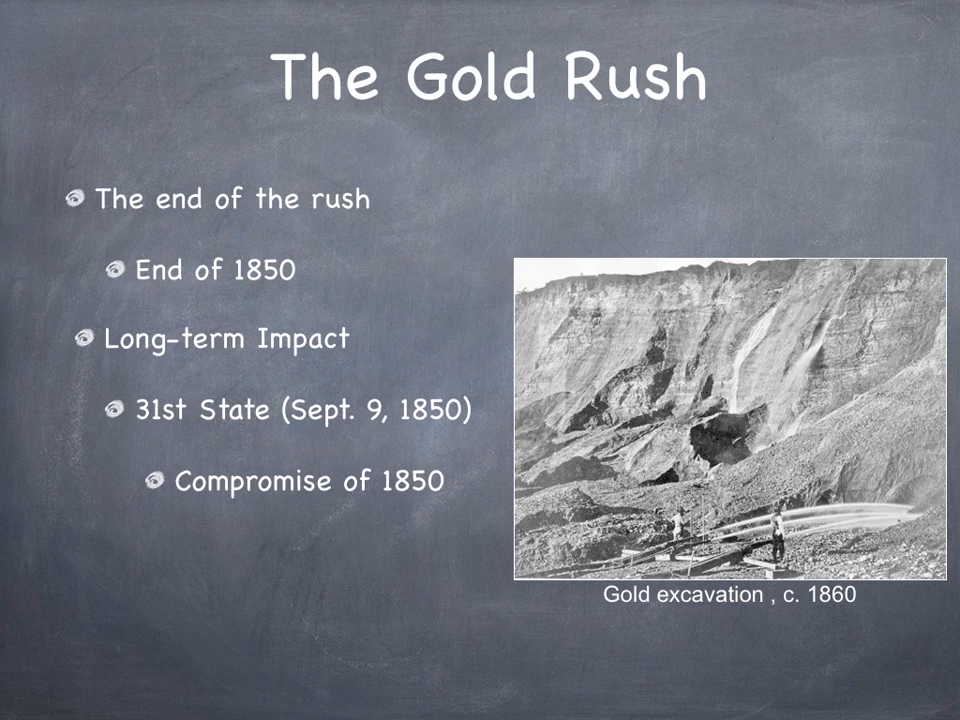 The Gold Rush
The end of the rush
End of 1850
Long-term Impact
31st State (Sept. 9, 1850)
Compromise of 1850
Gold excavation , c. 1860